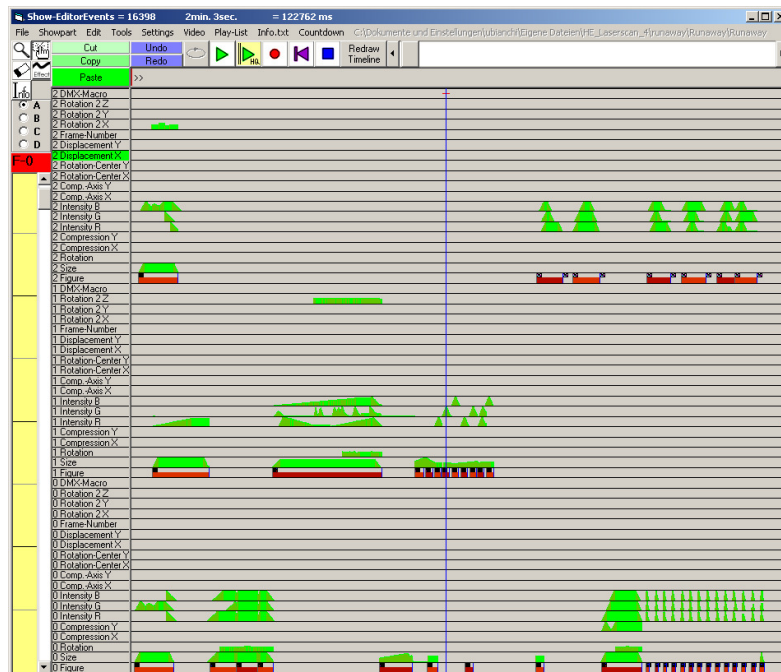 Show-EditorEvents = 16398 2min. 3sec. = 122762 ms
File Showpart Edit Tools Settings Video Play-List Info.txt Countdown C:\Dokumente und Einstellungen\ubianchi\Eigene Dateien\HE_Laserscan_4\runaway\Runaway\Runaway
Cut Undo
Copy Redo HQ Redraw Timeline
Effect Paste >>
Info
A
B
C
D
F-0
2 DMX-Macro
2 Rotation 2 Z
2 Rotation 2 Y
2 Rotation 2 X
2 Frame-Number
2 Displacement Y
2 Displacement X
2 Rotation-Center Y
2 Rotation-Center X
2 Comp.-Axis Y
2 Comp.-Axis X
2 Intensity B
2 Intensity G
2 Intensity R
2 Compression Y
2 Compression X
2 Rotation
2 Size
2 Figure
1 DMX-Macro
1 Rotation 2 Z
1 Rotation 2 Y
1 Rotation 2 X
1 Frame-Number
1 Displacement Y
1 Displacement X
1 Rotation-Center Y
1 Rotation-Center X
1 Comp.-Axis Y
1 Comp.-Axis X
1 Intensity B
1 Intensity G
1 Intensity R
1 Compression Y
1 Compression X
1 Rotation
1 Size
1 Figure
0 DMX-Macro
0 Rotation 2 Z
0 Rotation 2 Y
0 Rotation 2 X
0 Frame-Number
0 Displacement Y
0 Displacement X
0 Rotation-Center Y
0 Rotation-Center X
0 Comp.-Axis Y
0 Comp.-Axis X
0 Intensity B
0 Intensity G
0 Intensity R
0 Compression Y
0 Compression X
0 Rotation
0 Size
0 Figure